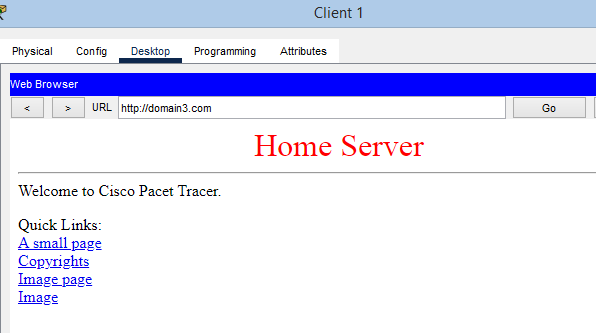 Client 1
Physical Config Desktop Programming Attributes
Web Browser
< > URL http://domain3.com Go
Home Server
Welcome to Cisco Pacet Tracer.
Quick Links:
A small page
Copyrights
Image page
Image